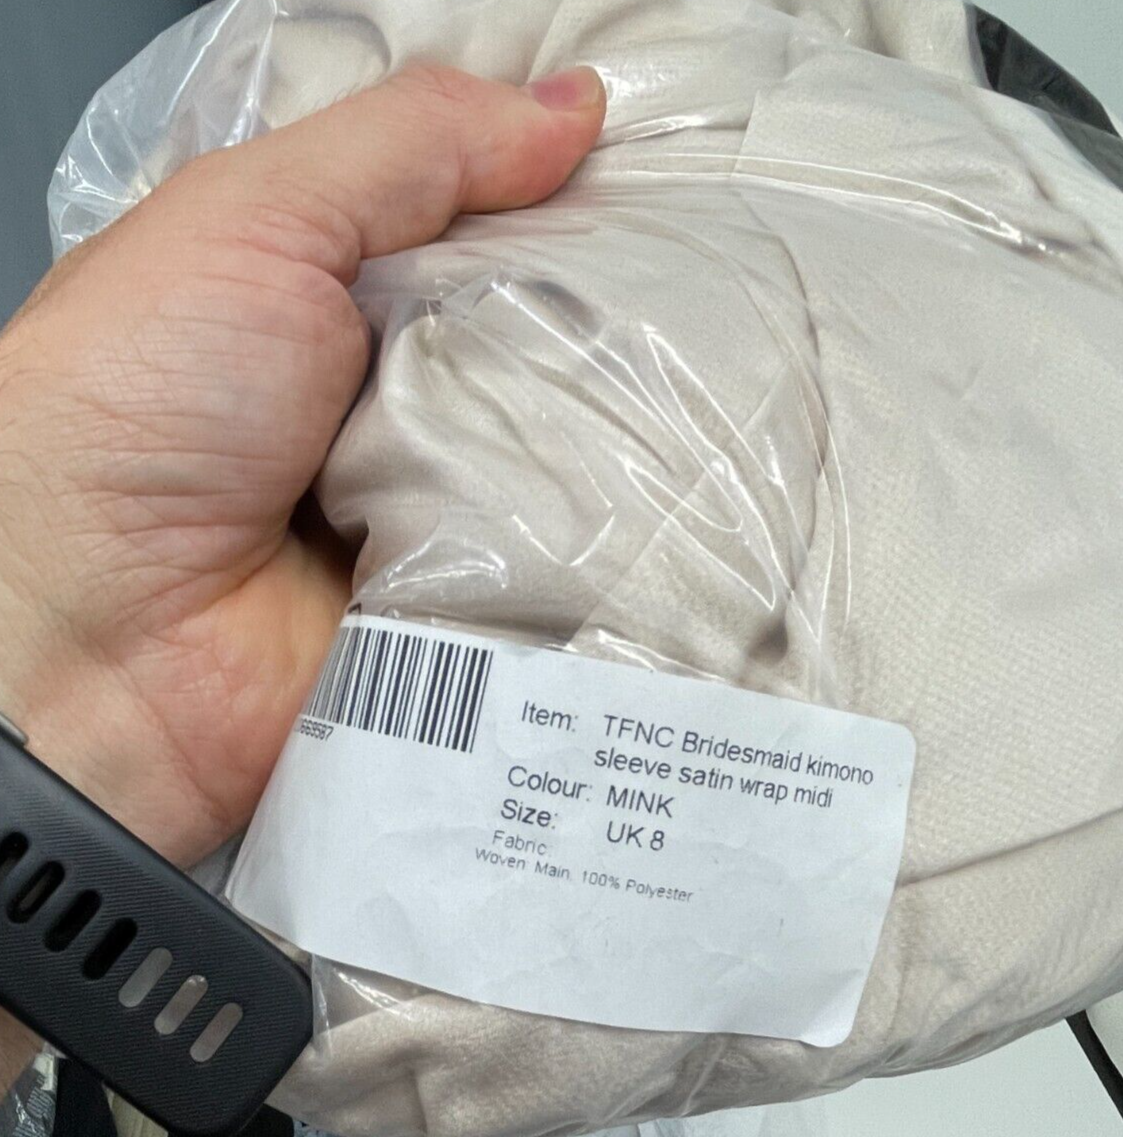 Item: TFNC Bridesmaid kimono
sleeve satin wrap midi
Colour: MINK
Size: UK 8
Fabric:
Woven: Main. 100% Polyester